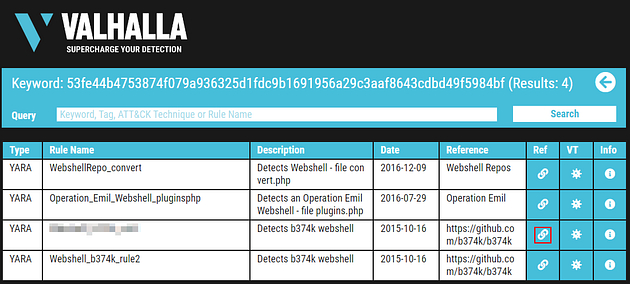 VALHALLA
SUPERCHARGE YOUR DETECTION
Keyword: 53fe44b4753874f079a936325d1fdc9b1691956a29c3aaf8643cdbd49f5984bf (Results: 4)
Query Keyword, Tag, ATT&CK Technique or Rule Name Search
Type Rule Name Description Date Reference Ref VT Info
YARA WebshellRepo_convert Detects Webshell - file con 2016-12-09 Webshell Repos
vert.php
YARA Operation_Emil_Webshell_pluginsphp Detects an Operation Emil 2016-07-29 Operation Emil
Webshell - file plugins.php
YARA Detects b374k webshell 2015-10-16 https://github.co
m/b374k/b374k
YARA Webshell_b374k_rule2 Detects b374k webshell 2015-10-16 https://github.co
m/b374k/b374k